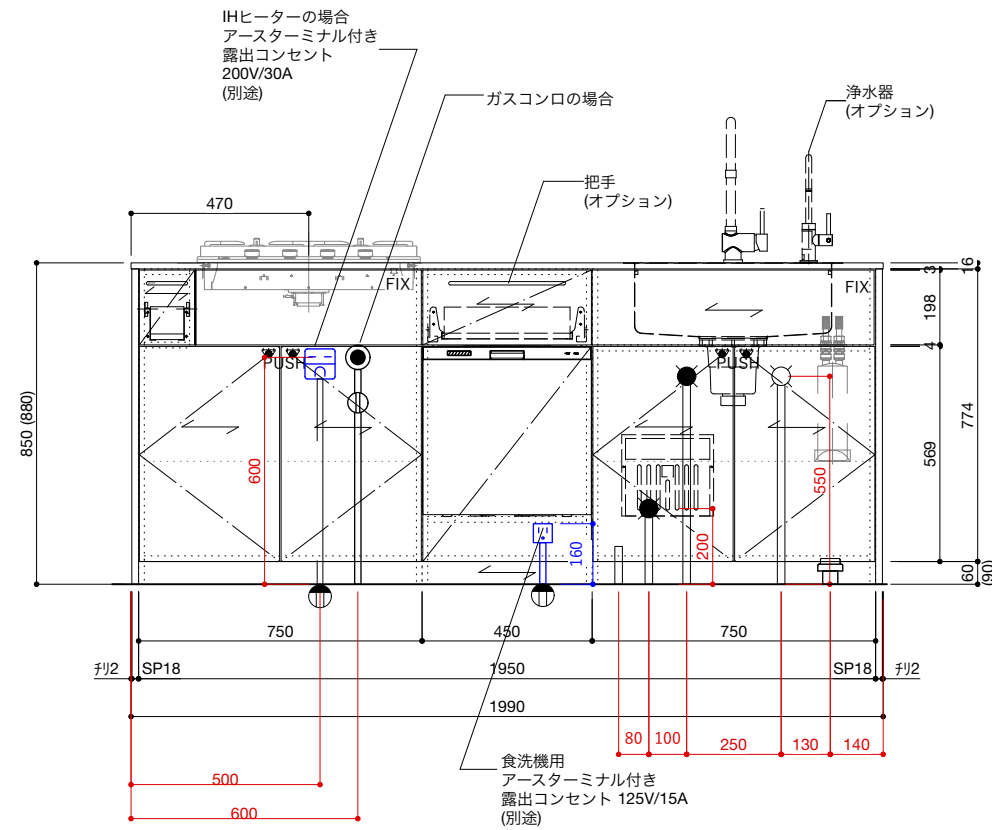 IHヒーターの場合
アースターミナル付き
露出コンセント
200V/30A
(別途)
ガスコンロの場合
浄水器
(オプション)
把手
(オプション)
470
16
3
FIX
FIX
198
4
PUSH
PUSH
850 (880)
774
569
600
550
200
160
60
(90)
750
450
750
チリ2
SP18
1950
SP18
チリ2
1990
80
100
250
130
140
500
600
食洗機用
アースターミナル付き
露出コンセント 125V/15A
(別途)